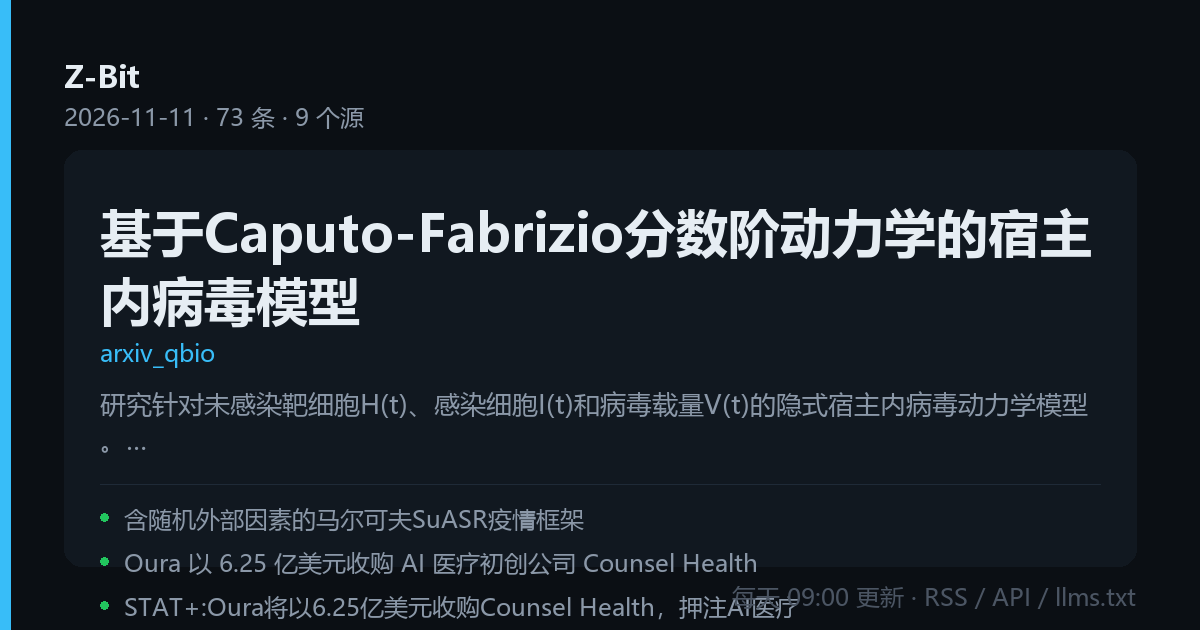 Z-Bit
2026-11-11 · 73 条 · 9 个源
基于Caputo-Fabrizio分数阶动力学的宿主
内病毒模型
arxiv_qbio
研究针对未感染靶细胞H(t)、感染细胞I(t)和病毒载量V(t)的隐式宿主内病毒动力学模型
。…
含随机外部因素的马尔可夫SuASR疫情框架
Oura 以 6.25 亿美元收购 AI 医疗初创公司 Counsel Health
STAT+:Oura将以6.25亿美元收购Counsel Health，押注AI医疗
每天 09:00 更新 · RSS / API / llms.txt